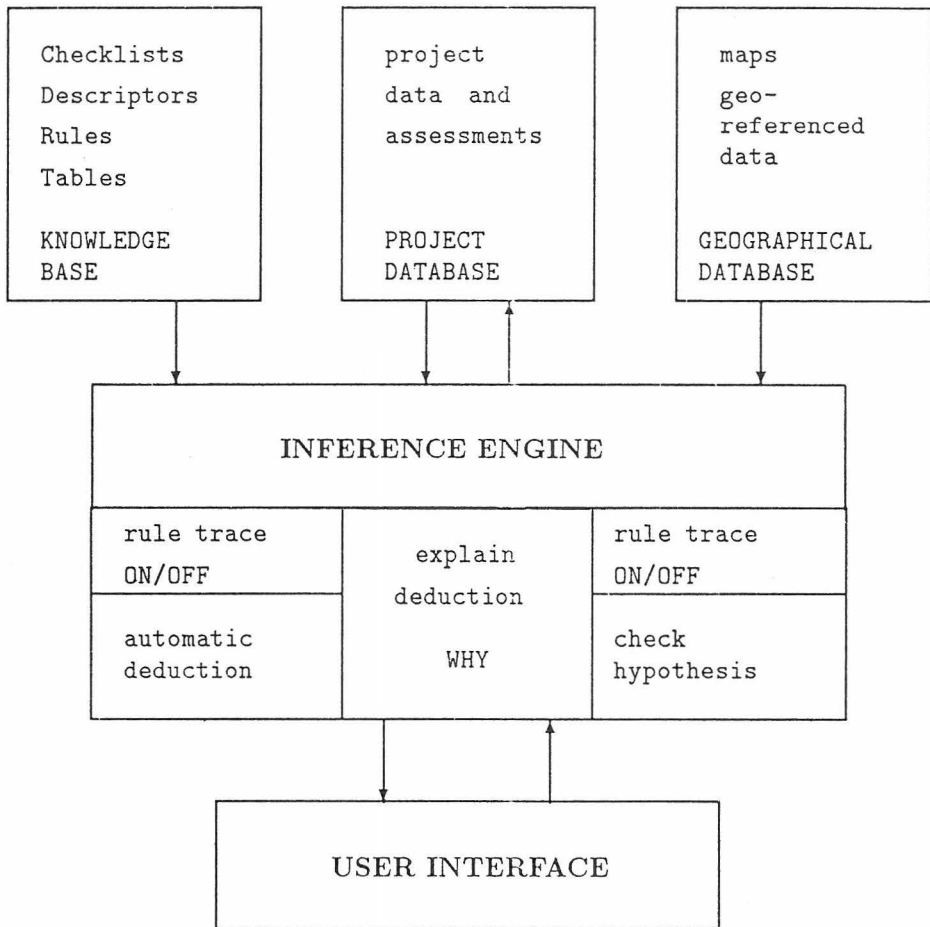 Checklists
Descriptors
Rules
Tables
KNOWLEDGE
BASE
project
data and
assessments
PROJECT
DATABASE
maps
geo-
referenced
data
GEOGRAPHICAL
DATABASE
INFERENCE ENGINE
rule trace
ON/OFF
automatic
deduction
explain
deduction
WHY
rule trace
ON/OFF
check
hypothesis
USER INTERFACE